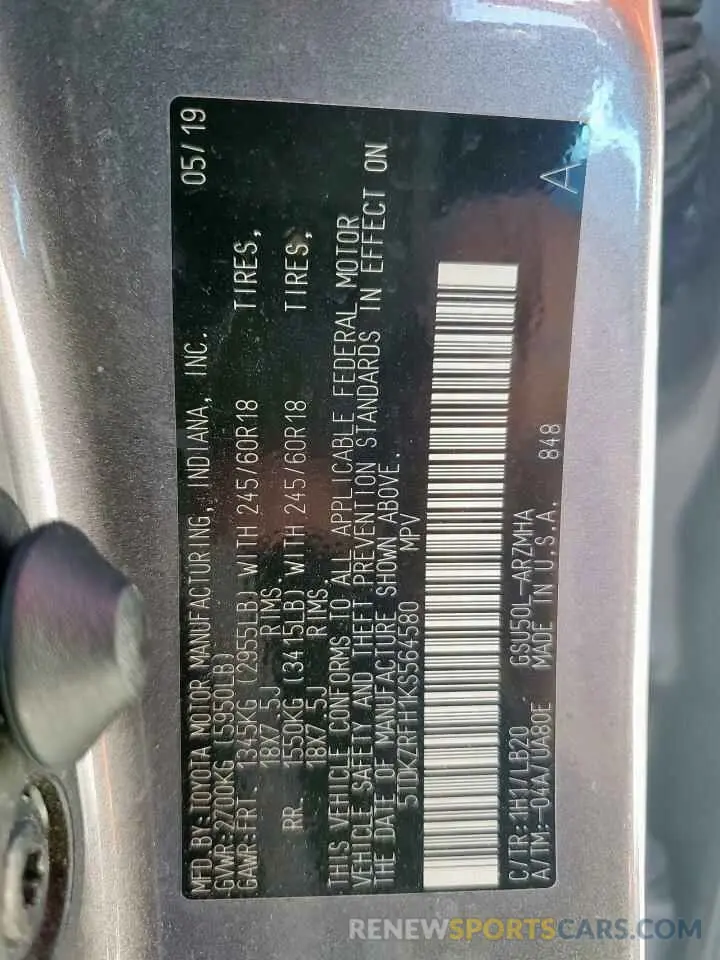 MFD.BY:TOYOTA MOTOR MANUFACTURING, INDIANA, INC. 05/19
GVWR:2700KG (5950LB)
GAWR:FRT. 1345KG (2955LB) WITH 245/60R18 TIRES,
18X7.5J RIMS
RR. 1550KG (3415LB) WITH 245/60R18 TIRES,
18X7.5J RIMS
THIS VEHICLE CONFORMS TO ALL APPLICABLE FEDERAL MOTOR
VEHICLE SAFETY AND THEFT PREVENTION STANDARDS IN EFFECT ON
THE DATE OF MANUFACTURE SHOWN ABOVE.
5TDKZRFH1KS564580 MPV
C/TR:1H1/LB20 GSU50L-ARZMHA
A/TM:-04A/UA80E MADE IN U.S.A. 848
A
RENEWSPORTSCARS.COM